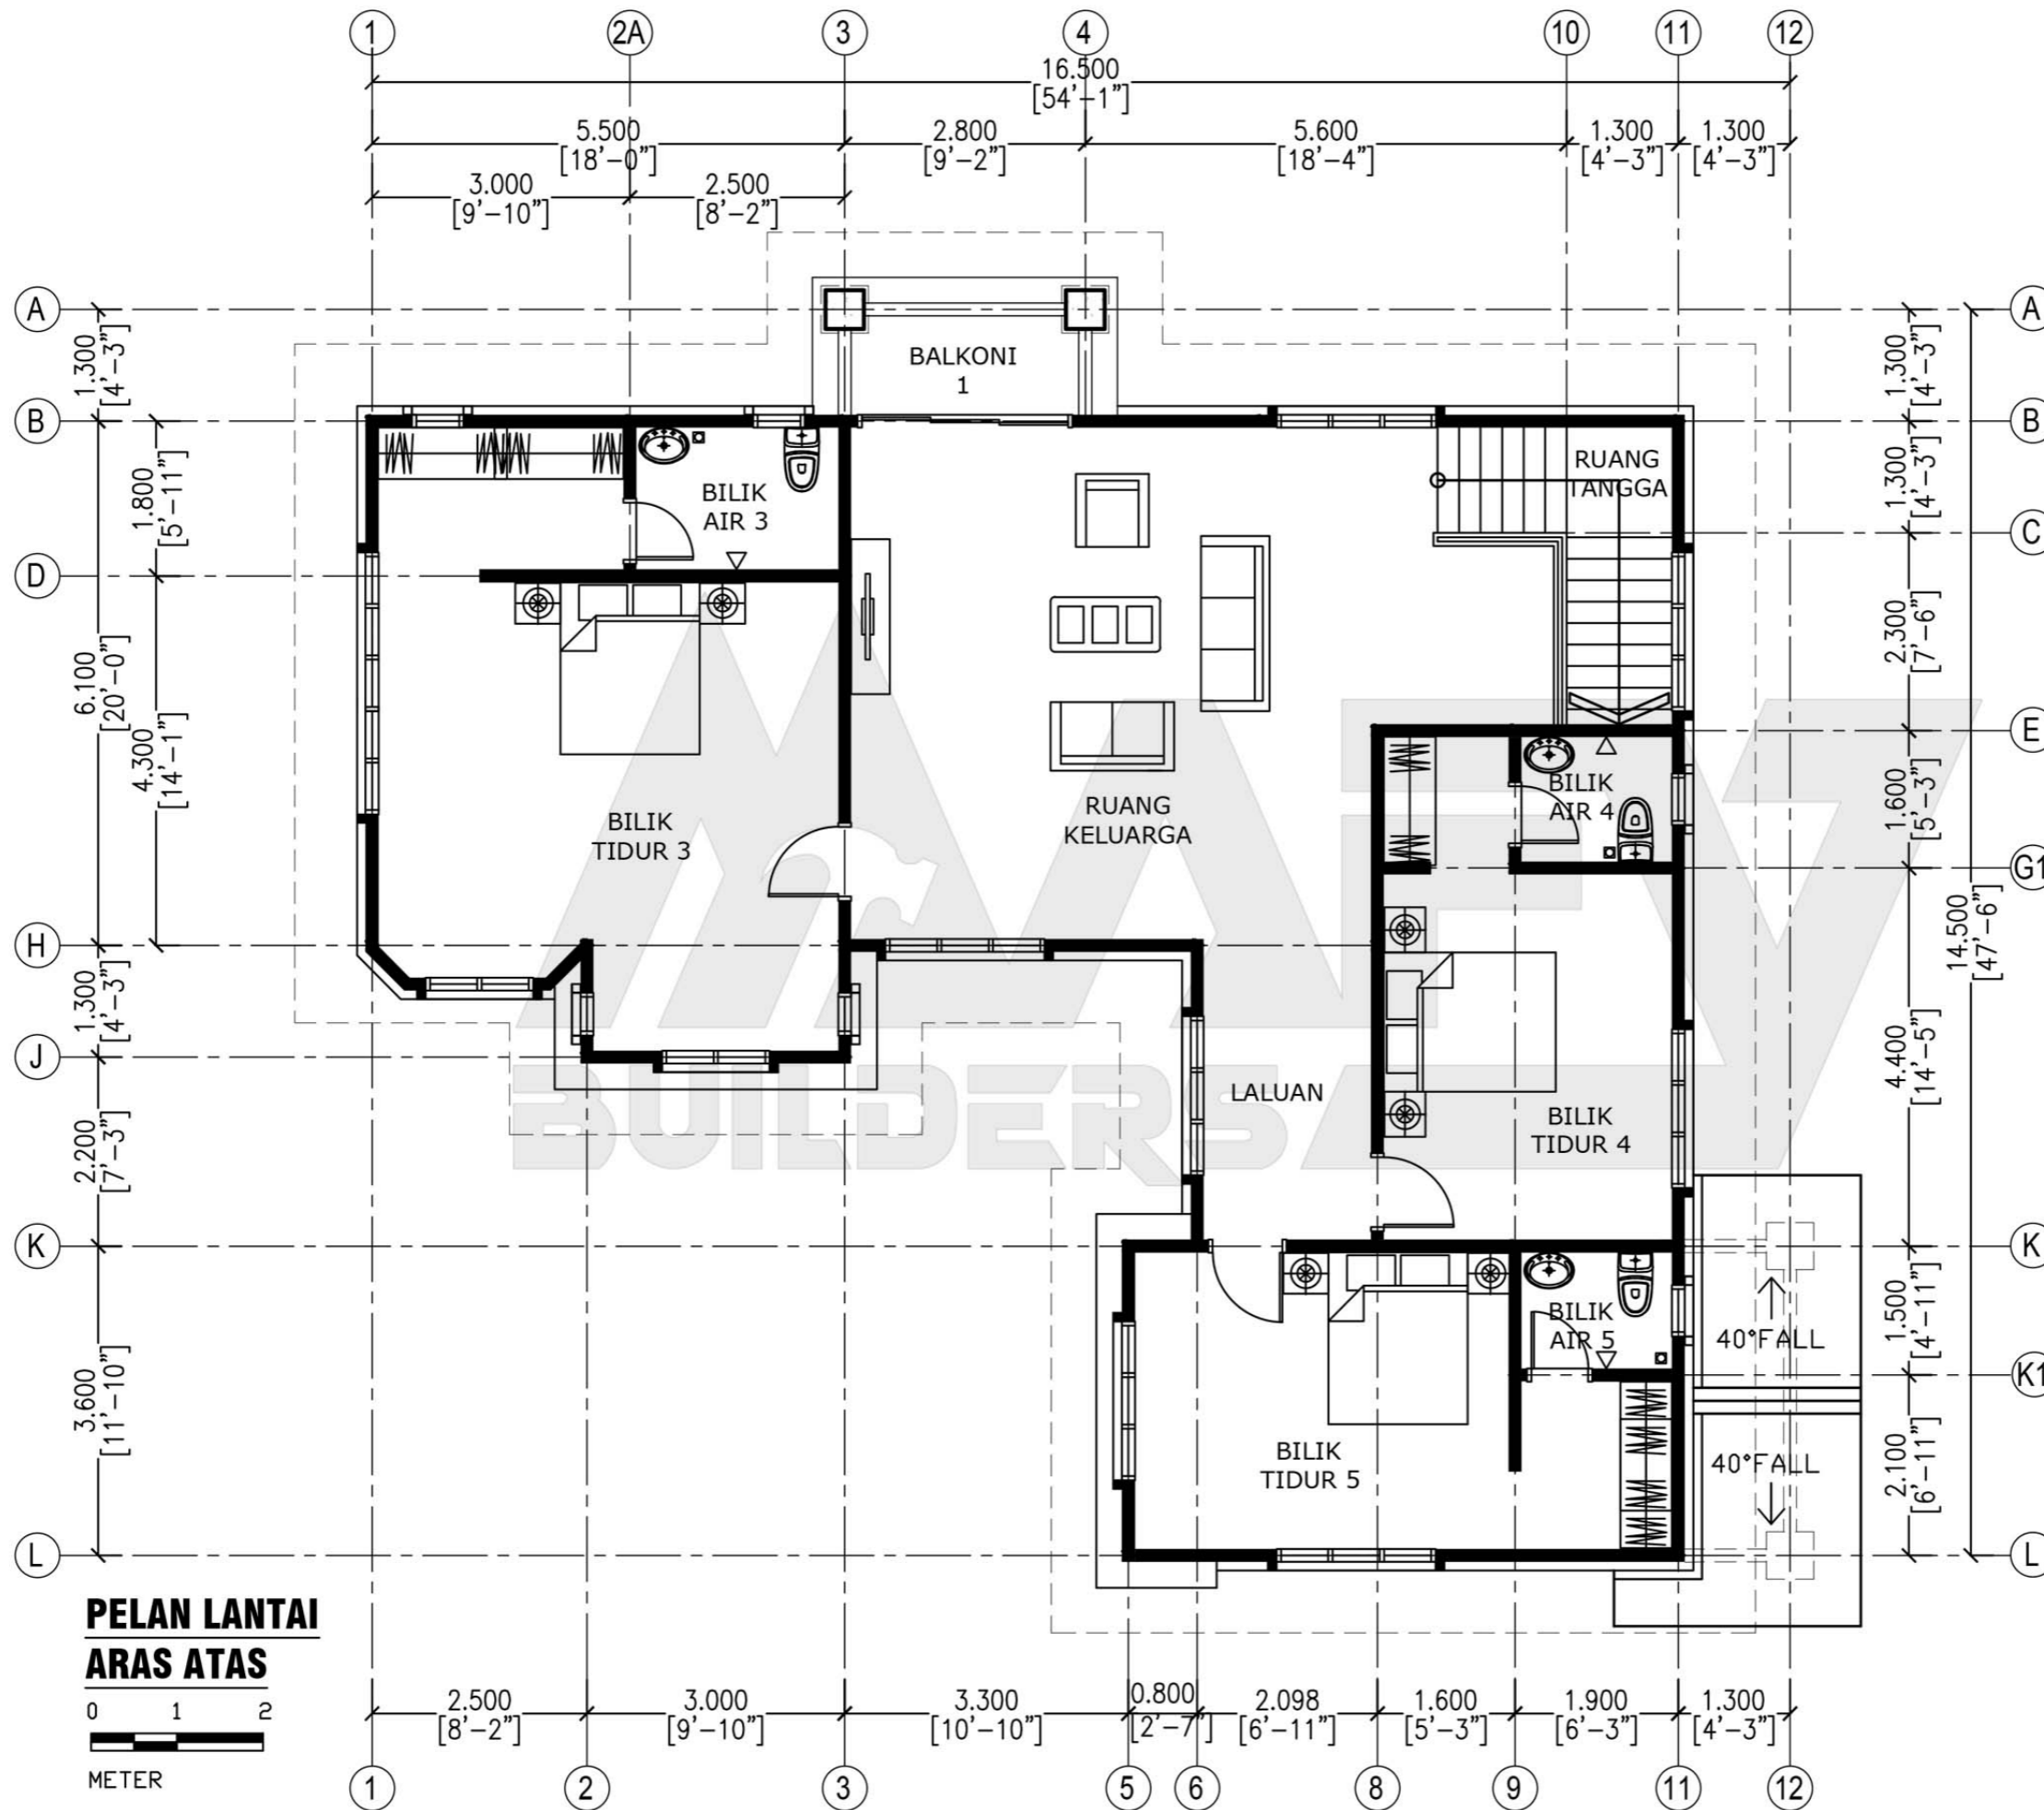 1 2A 3 4 10 11 12
16.500
[54'-1"]
5.500 2.800 5.600 1.300 1.300
[18'-0"] [9'-2"] [18'-4"] [4'-3"] [4'-3"]
3.000 2.500
[9'-10"] [8'-2"]
A A
1.300
[4'-3"]
BALKONI
1
1.300
[4'-3"]
B B
1.800
[5'-11"]
BILIK
AIR 3
RUANG
TANGGA
1.300
[4'-3"]
C
D
6.100
[20'-0"]
4.300
[14'-1"]
2.300
[7'-6"]
E
BILIK
TIDUR 3
RUANG
KELUARGA
BILIK
AIR 4
1.600
[5'-3"]
G1
14.500
[47'-6"]
H
1.300
[4'-3"]
J
MFV
BUILDERS
LALUAN
BILIK
TIDUR 4
4.400
[14'-5"]
2.200
[7'-3"]
K K
BILIK
AIR 5
40°FALL
1.500
[4'-11"]
K1
3.600
[11'-10"]
BILIK
TIDUR 5
40°FALL
2.100
[6'-11"]
L L
PELAN LANTAI
ARAS ATAS
0 1 2
METER
2.500 3.000 3.300 0.800 2.098 1.600 1.900 1.300
[8'-2"] [9'-10"] [10'-10"] [2'-7"] [6'-11"] [5'-3"] [6'-3"] [4'-3"]
1 2 3 5 6 8 9 11 12